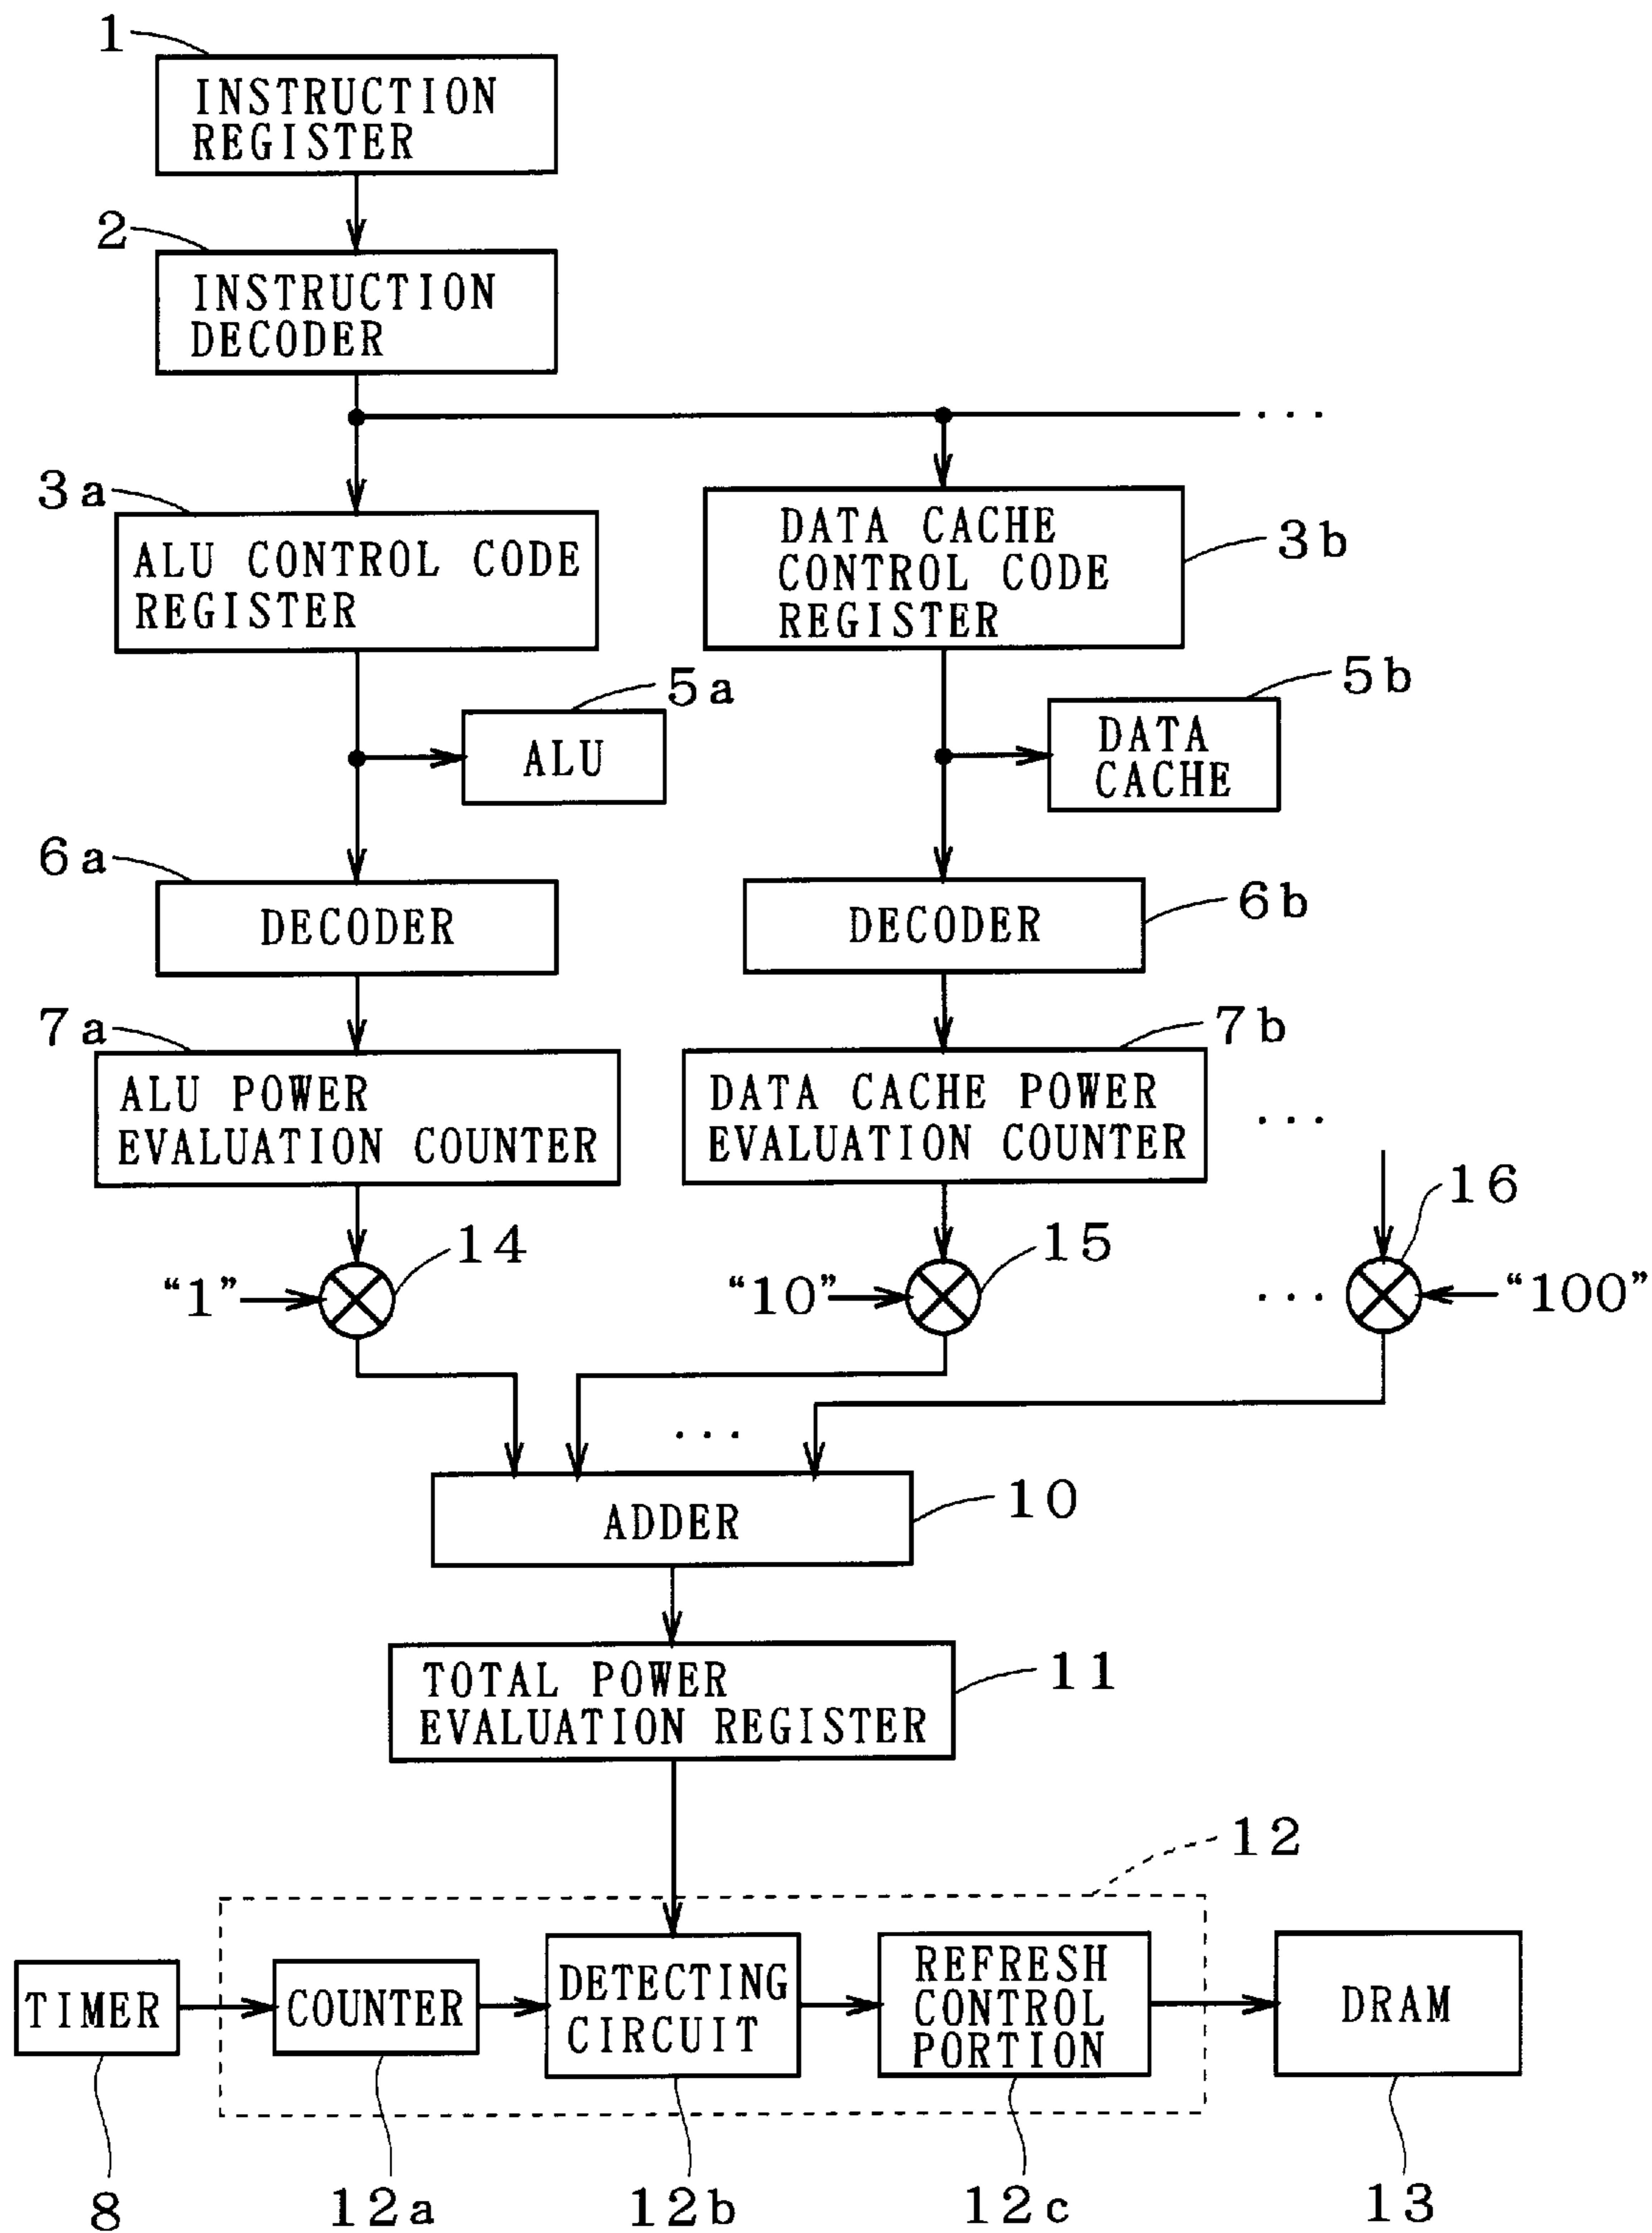 1
INSTRUCTION
REGISTER
2
INSTRUCTION
DECODER
...
3a
ALU CONTROL CODE
REGISTER
DATA CACHE
CONTROL CODE
REGISTER
3b
5a
ALU
5b
DATA
CACHE
6a
DECODER
DECODER
6b
7a
ALU POWER
EVALUATION COUNTER
7b
DATA CACHE POWER
EVALUATION COUNTER
...
“1”
14
“10”
15
...
16
“100”
...
ADDER
10
TOTAL POWER
EVALUATION REGISTER
11
12
TIMER
COUNTER
DETECTING
CIRCUIT
REFRESH
CONTROL
PORTION
DRAM
8
12a
12b
12c
13